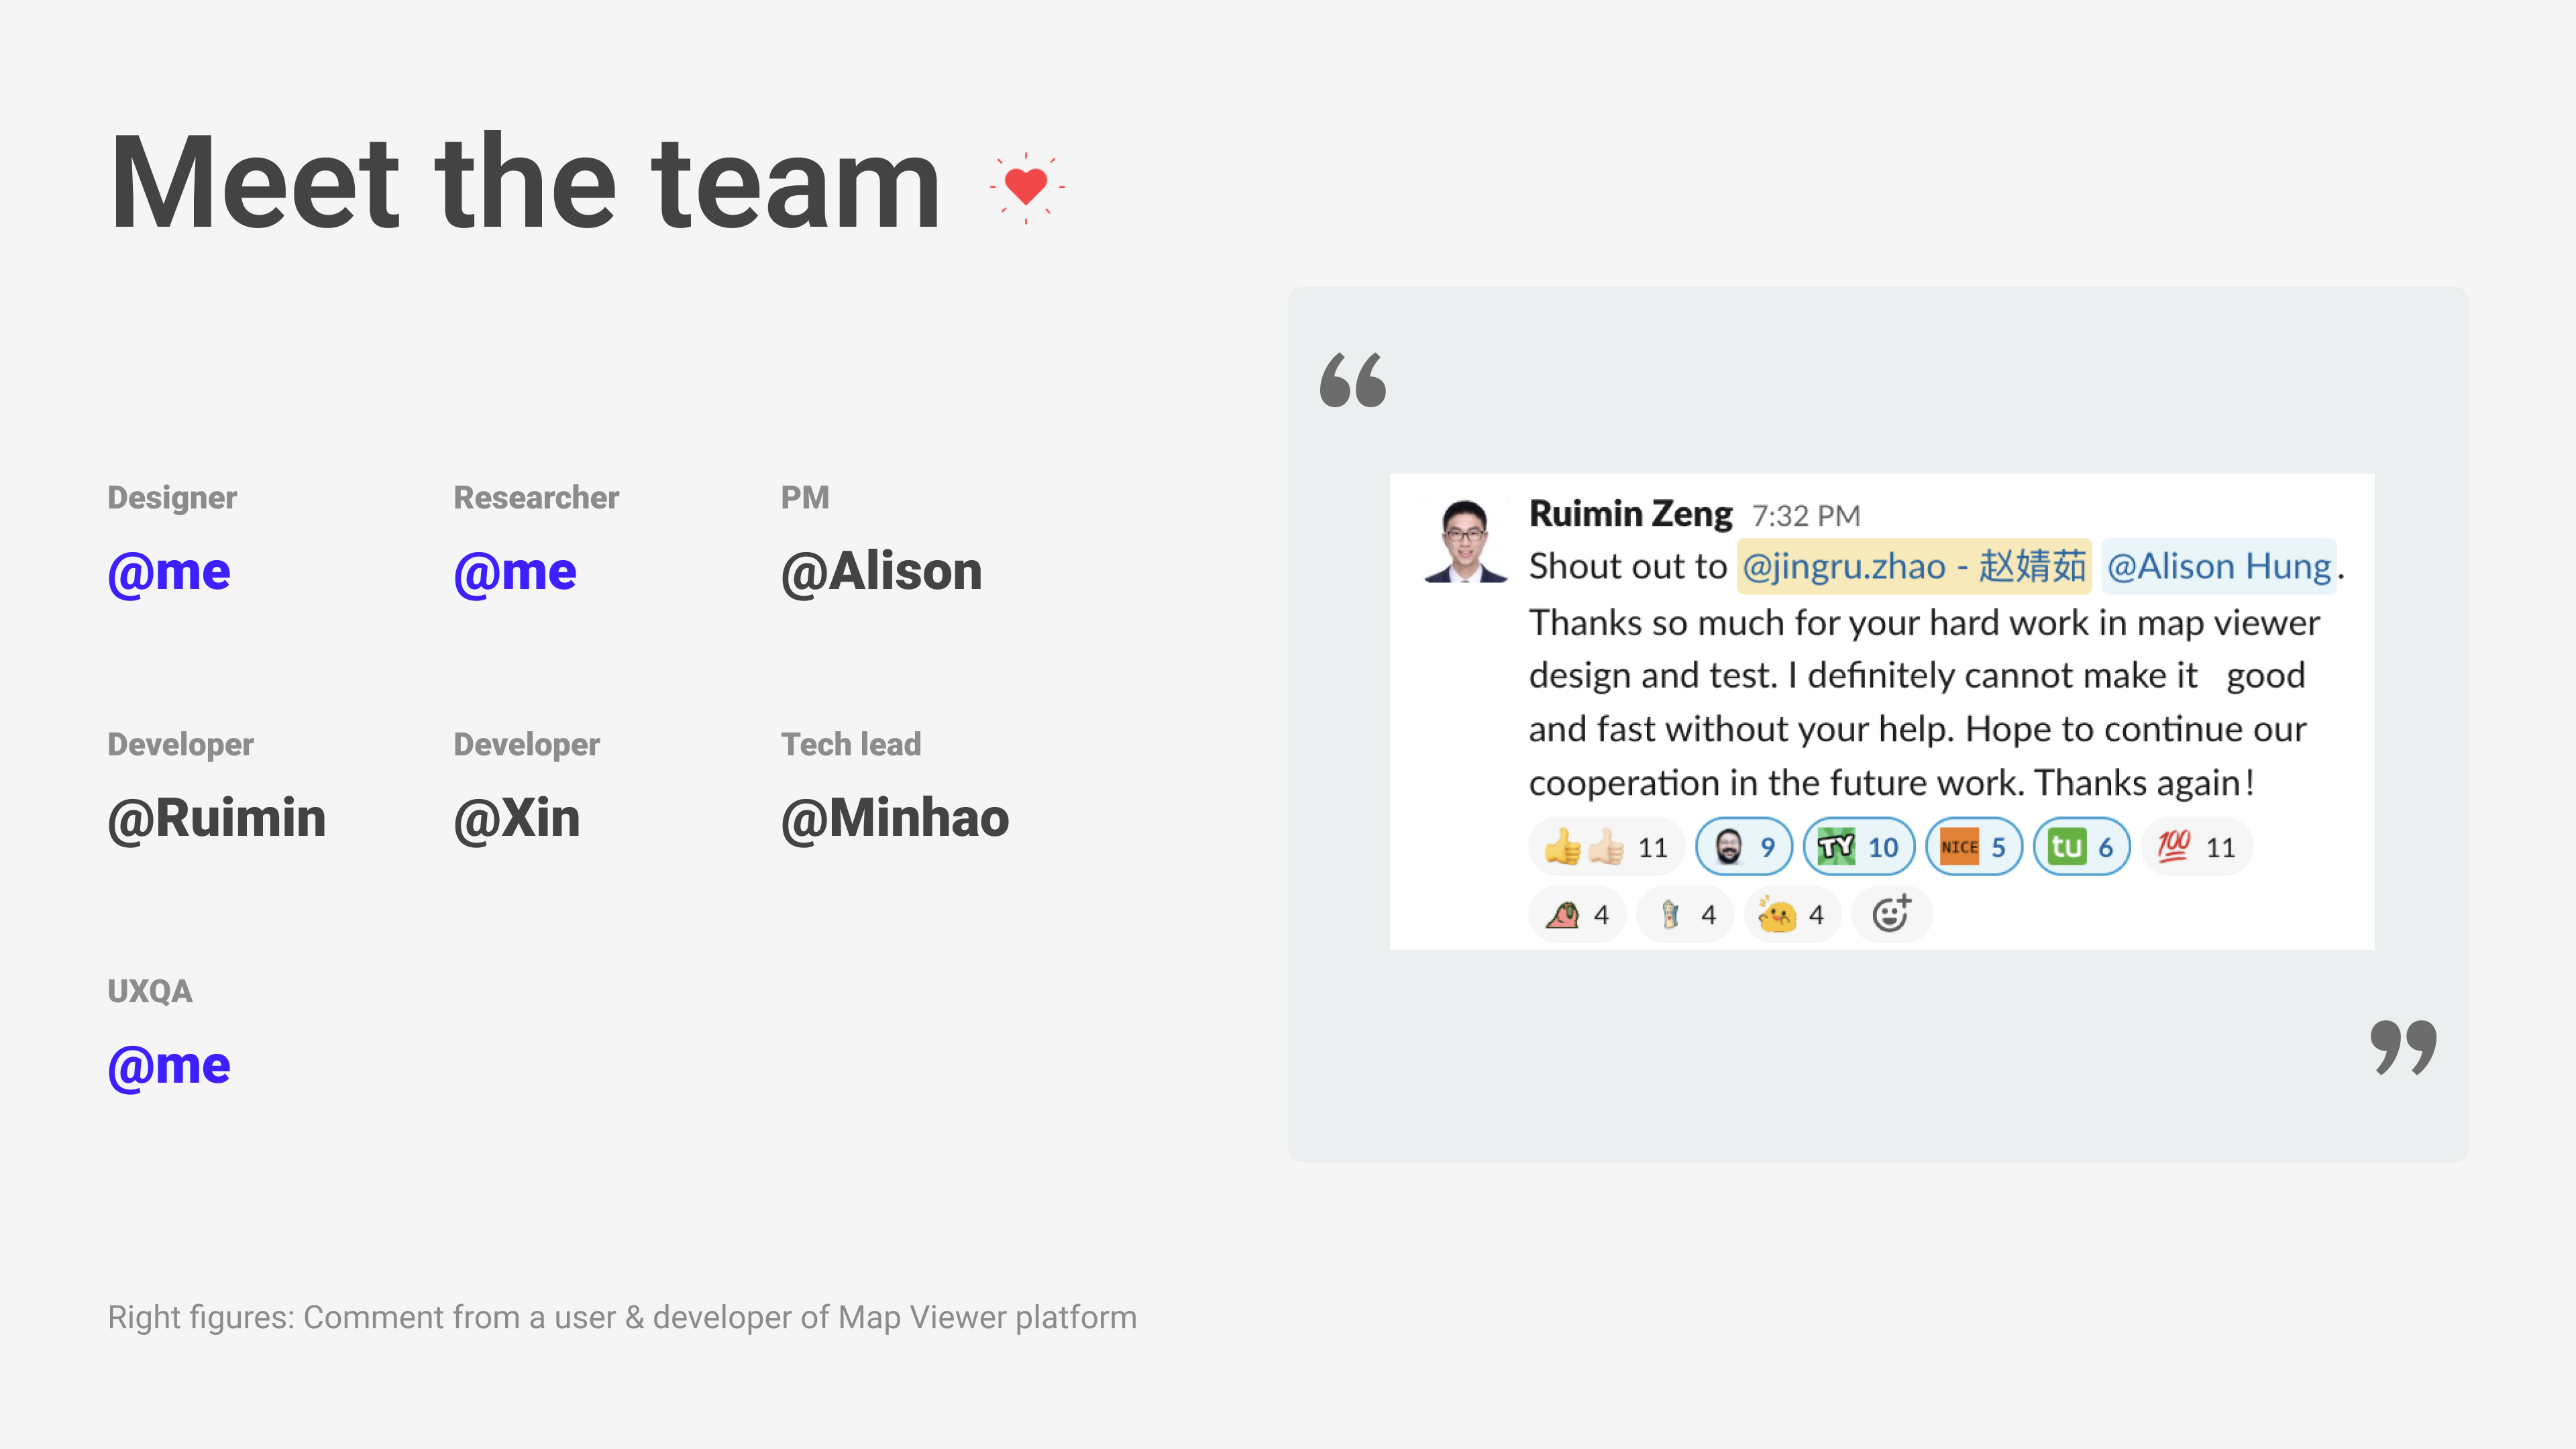 Meet the team
Designer
@me
Researcher
@me
PM
@Alison
Developer
@Ruimin
Developer
@Xin
Tech lead
@Minhao
UXQA
@me
“
Ruimin Zeng 7:32 PM
Shout out to @jingru.zhao - 赵婧茹 @Alison Hung.
Thanks so much for your hard work in map viewer
design and test. I definitely cannot make it good
and fast without your help. Hope to continue our
cooperation in the future work. Thanks again!
11 9 TY 10 NICE 5 tu 6 100 11
4 4 4
”
Right figures: Comment from a user & developer of Map Viewer platform